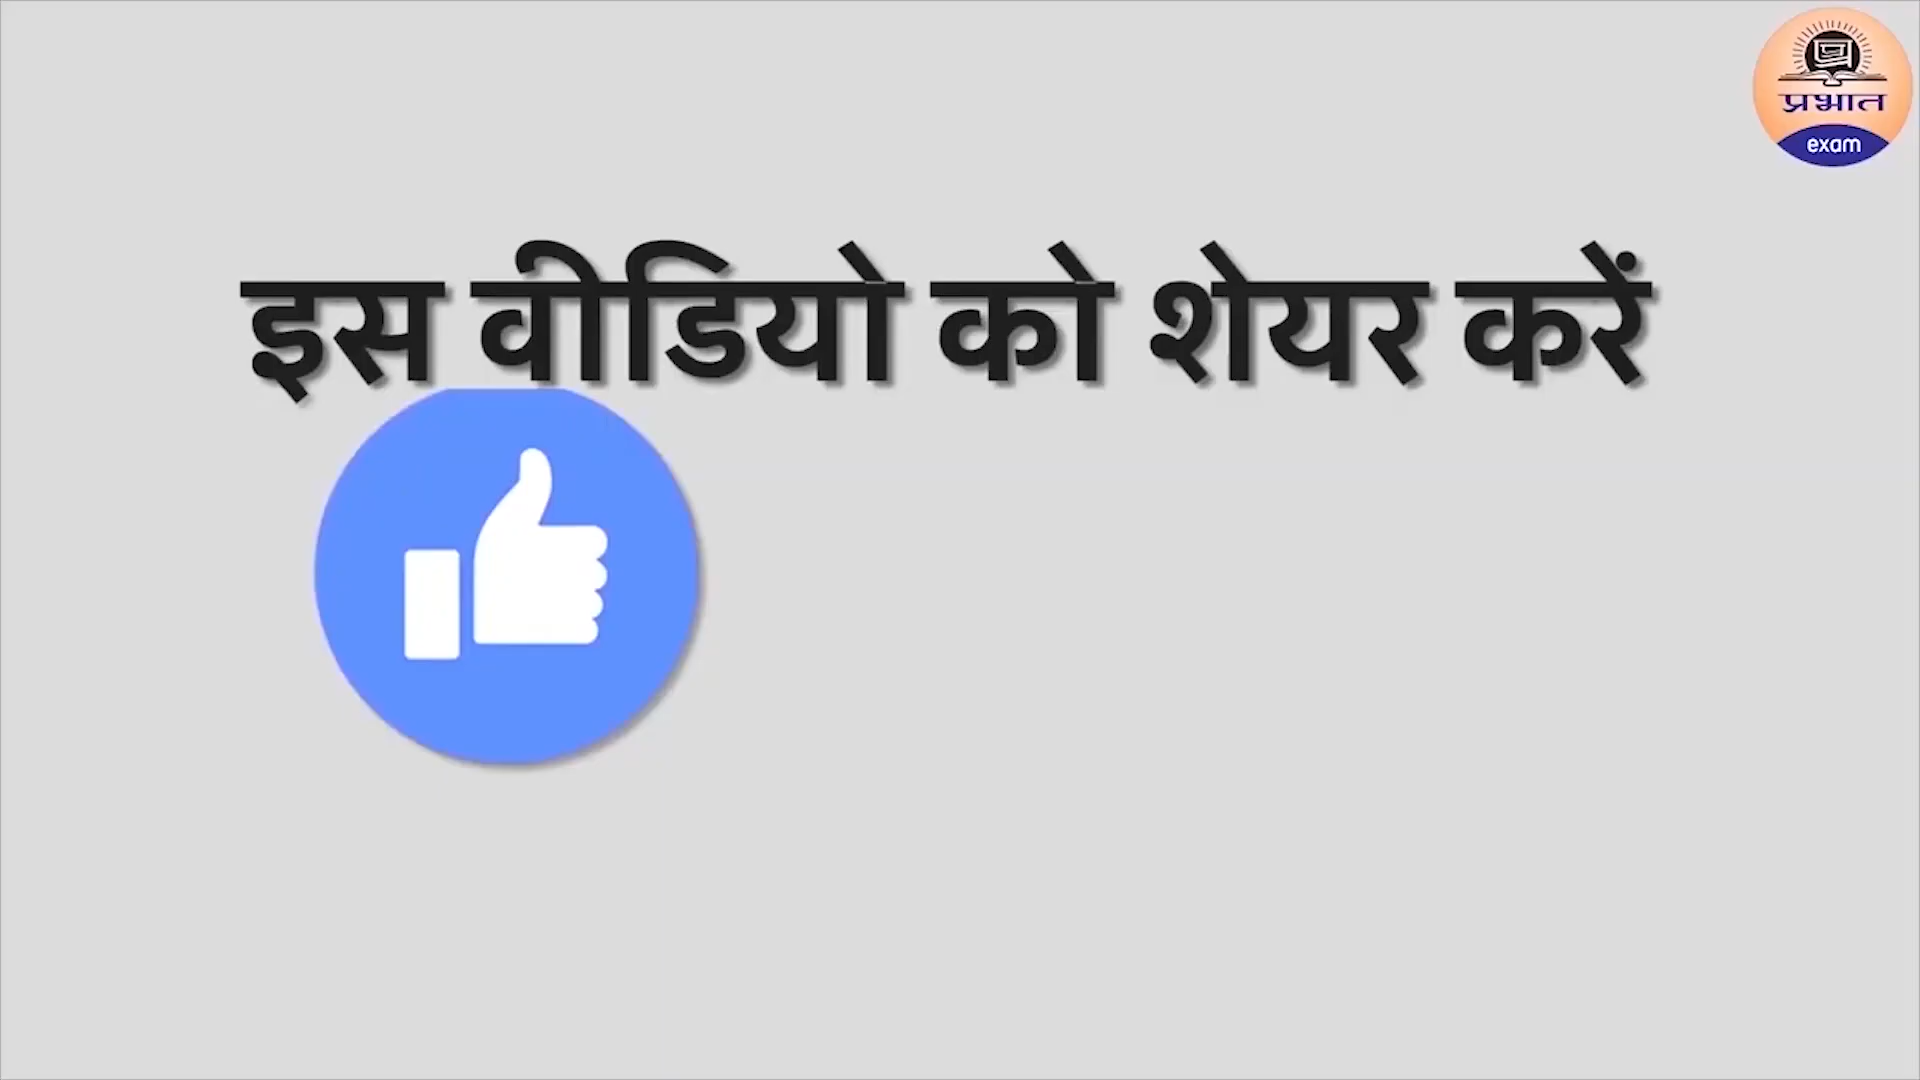 प्रभात
exam
इस वीडियो को शेयर करें